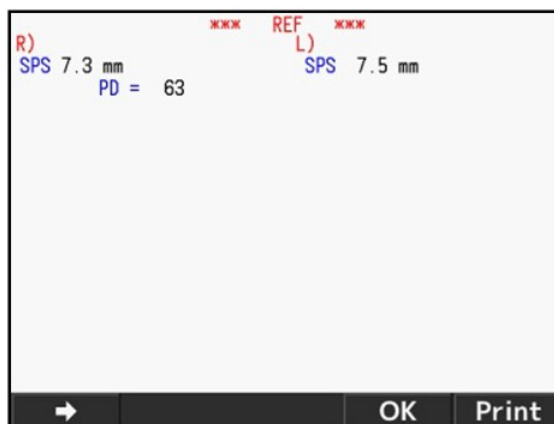 *** REF ***
R) L)
SPS 7.3 mm SPS 7.5 mm
PD = 63
OK Print